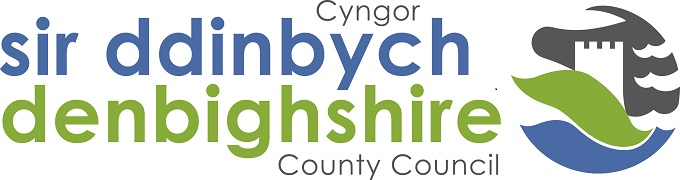 Cyngor
sir ddinbych
denbighshire
County Council